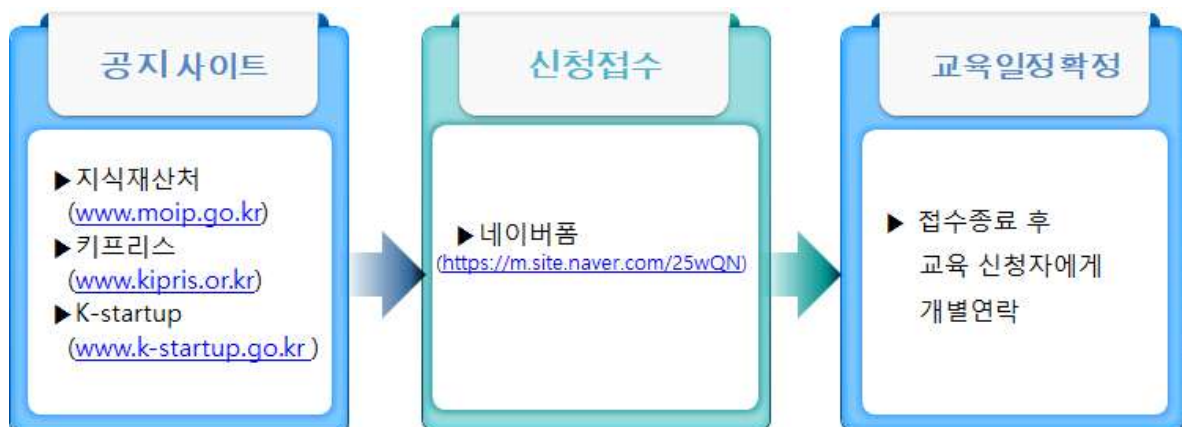 공지 사이트
▶지식재산처
(www.moip.go.kr)
▶키프리스
(www.kipris.or.kr)
▶K-startup
(www.k-startup.go.kr )
신청접수
▶네이버폼
(https://m.site.naver.com/25wQN)
교육일정확정
▶ 접수종료 후
교육 신청자에게
개별연락